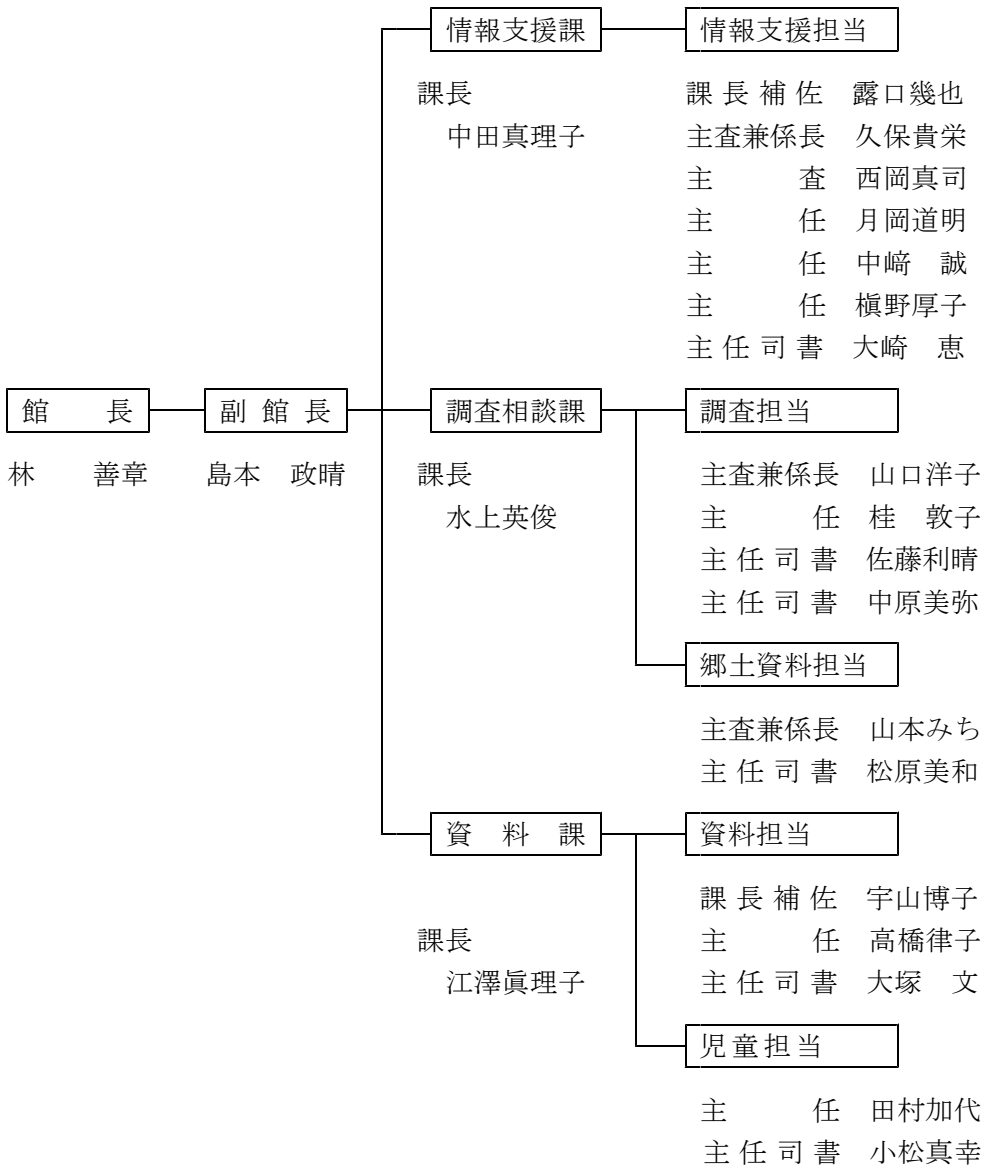 情報支援課 情報支援担当
課長 課長補佐 露口幾也
中田真理子 主査兼係長 久保貴栄
主査 西岡真司
主任 月岡道明
主任 中﨑 誠
主任 槇野厚子
主任司書 大崎 恵
館長 副館長 調査相談課 調査担当
林 善章 島本 政晴 課長 主査兼係長 山口洋子
水上英俊 主任 桂 敦子
主任司書 佐藤利晴
主任司書 中原美弥
郷土資料担当
主査兼係長 山本みち
主任司書 松原美和
資料課 資料担当
課長補佐 宇山博子
課長 主任 高橋律子
江澤眞理子 主任司書 大塚 文
児童担当
主任 田村加代
主任司書 小松真幸